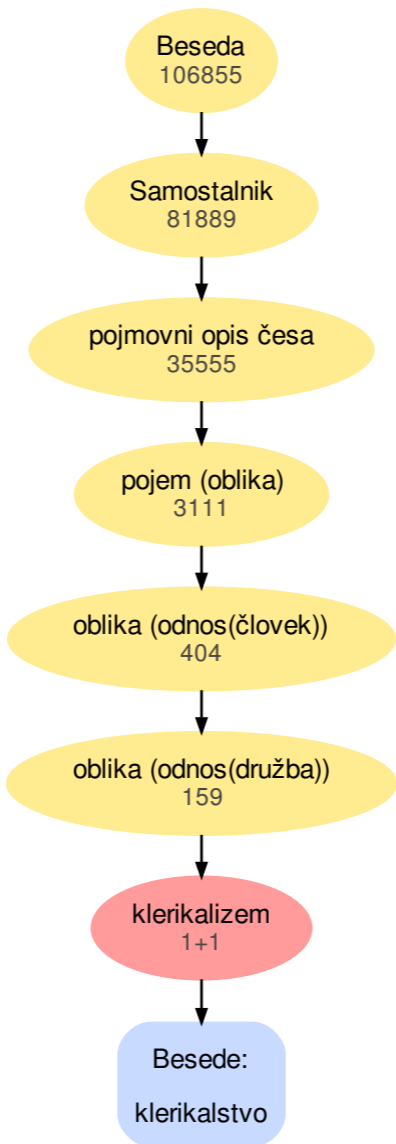 Beseda
106855
Samostalnik
81889
pojmovni opis česa
35555
pojem (oblika)
3111
oblika (odnos(človek))
404
oblika (odnos(družba))
159
klerikalizem
1+1
Besede:
klerikalstvo